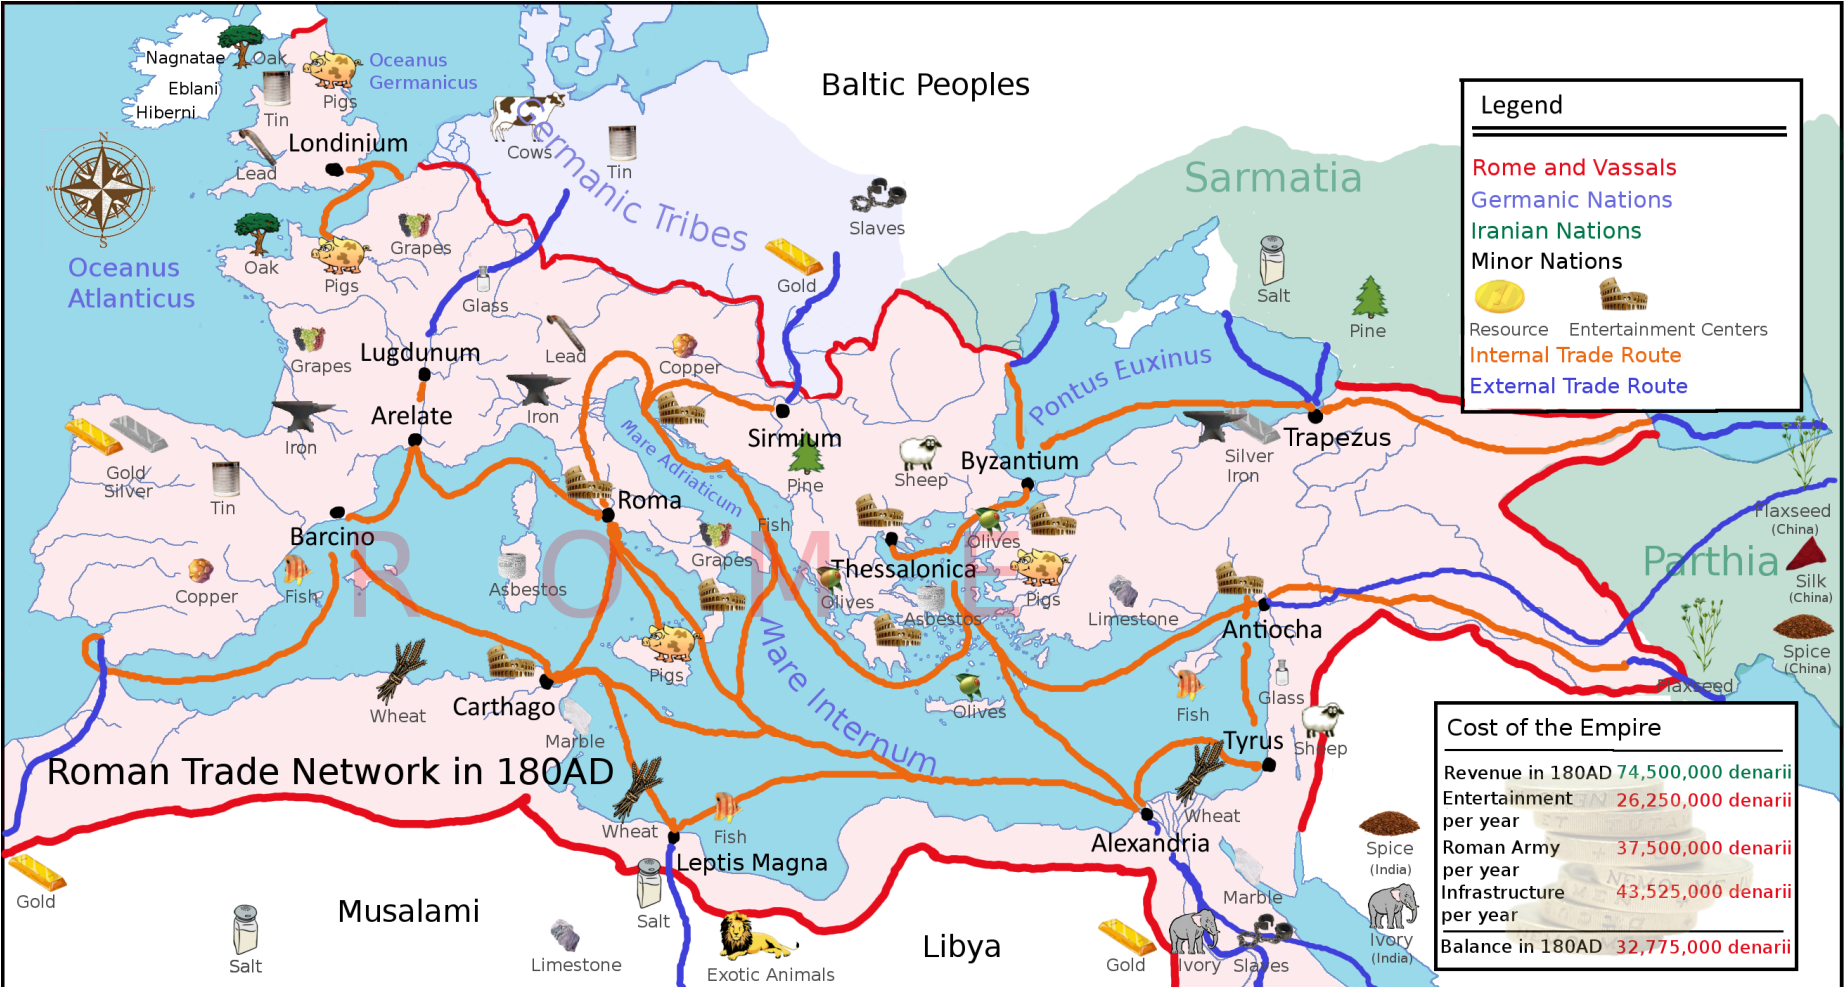 Nagnatae
Eblani
Hiberni
Oak
Tin
Pigs
Oceanus
Germanicus
Londinium
Lead
Oak
Pigs
Grapes
Oceanus
Atlanticus
N
E
S
W
Cows
Tin
Germanic Tribes
Slaves
Gold
Baltic Peoples
Sarmatia
Salt
Pine
Legend
Rome and Vassals
Germanic Nations
Iranian Nations
Minor Nations
Resource
Entertainment Centers
Internal Trade Route
External Trade Route
Glass
Grapes
Lugdunum
Lead
Copper
Arelate
Iron
Iron
Sirmium
Pine
Sheep
Pontus Euxinus
Byzantium
Trapezus
Silver
Iron
Gold
Silver
Tin
Barcino
Copper
Fish
Roma
Mare Adriaticum
Fish
Grapes
Asbestos
ROME
Olives
Thessalonica
Olives
Asbestos
Pigs
Limestone
Antiocha
Flaxseed
(China)
Parthia
Silk
(China)
Spice
(China)
Flaxseed
Wheat
Carthago
Marble
Pigs
Mare Internum
Olives
Fish
Glass
Tyrus
Sheep
Roman Trade Network in 180AD
Wheat
Fish
Leptis Magna
Wheat
Alexandria
Marble
Spice
(India)
Ivory
(India)
Gold
Salt
Musalami
Limestone
Salt
Exotic Animals
Libya
Gold
Ivory
Slaves
Cost of the Empire
Revenue in 180AD 74,500,000 denarii
Entertainment 26,250,000 denarii
per year
Roman Army 37,500,000 denarii
per year
Infrastructure 43,525,000 denarii
per year
Balance in 180AD 32,775,000 denarii